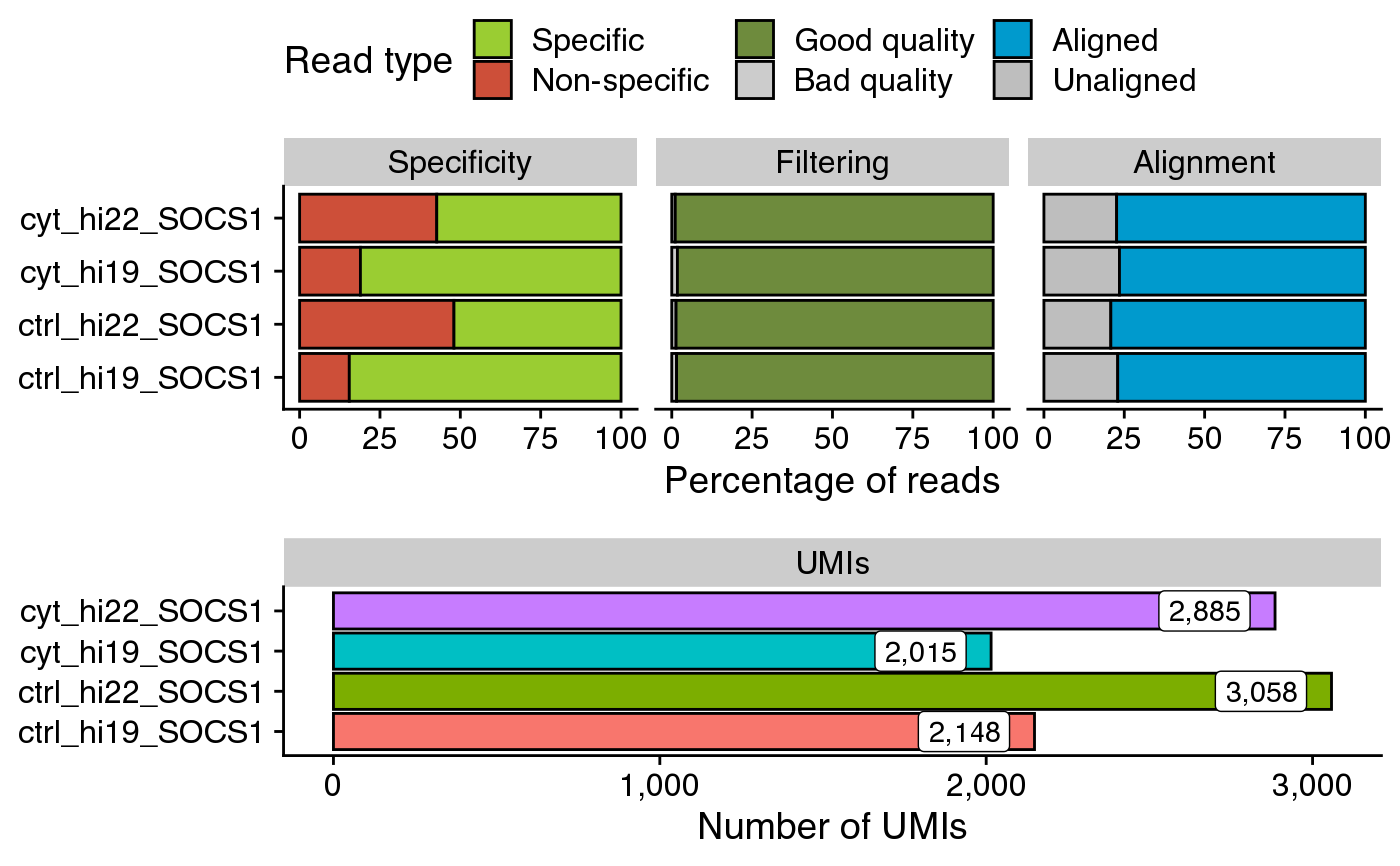 Read type
Specific
Good quality
Aligned
Non-specific
Bad quality
Unaligned
Specificity
Filtering
Alignment
cyt_hi22_SOCS1
cyt_hi19_SOCS1
ctrl_hi22_SOCS1
ctrl_hi19_SOCS1
0 25 50 75 100
0 25 50 75 100
0 25 50 75 100
Percentage of reads
UMIs
cyt_hi22_SOCS1
2,885
cyt_hi19_SOCS1
2,015
ctrl_hi22_SOCS1
3,058
ctrl_hi19_SOCS1
2,148
0 1,000 2,000 3,000
Number of UMIs